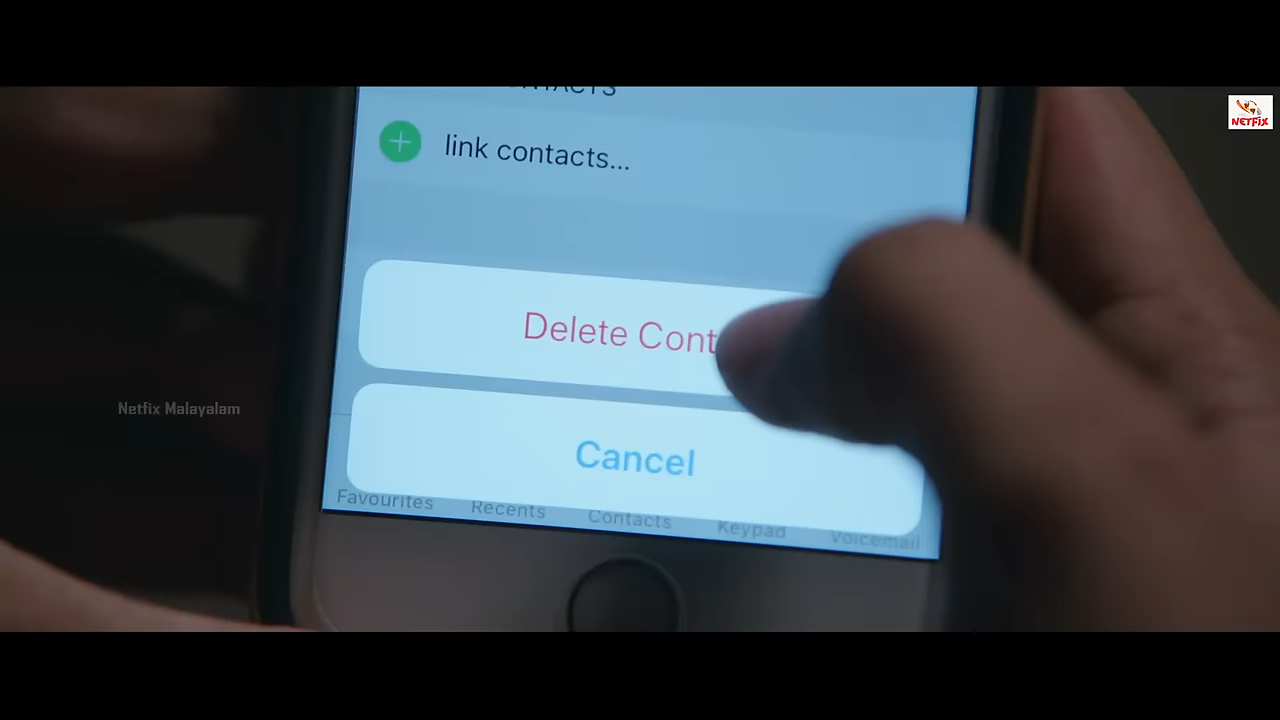 NETFiX
link contacts...
Delete Cont
Netfix Malayalam
Cancel
Favourites
Recents
Contacts
Keypad
Voicemail